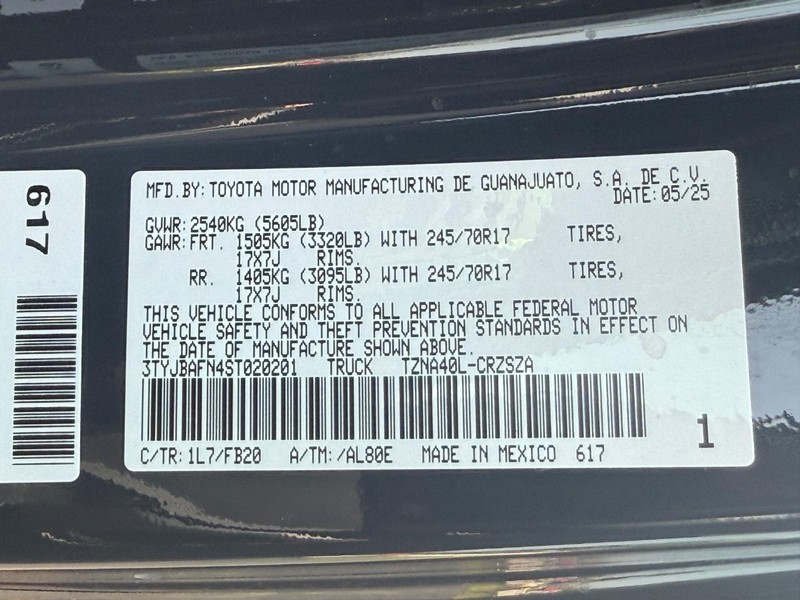 617
MFD.BY: TOYOTA MOTOR MANUFACTURING DE GUANAJUATO, S.A. DE C.V.
DATE: 05/25
GVWR: 2540KG (5605LB)
GAWR: FRT. 1505KG (3320LB) WITH 245/70R17 TIRES,
17X7J RIMS.
RR. 1405KG (3095LB) WITH 245/70R17 TIRES,
17X7J RIMS.
THIS VEHICLE CONFORMS TO ALL APPLICABLE FEDERAL MOTOR
VEHICLE SAFETY AND THEFT PREVENTION STANDARDS IN EFFECT ON
THE DATE OF MANUFACTURE SHOWN ABOVE.
3TYJBAFN4ST020201 TRUCK TZNA40L-CRZSZA
1
C/TR: 1L7/FB20 A/TM: /AL80E MADE IN MEXICO 617